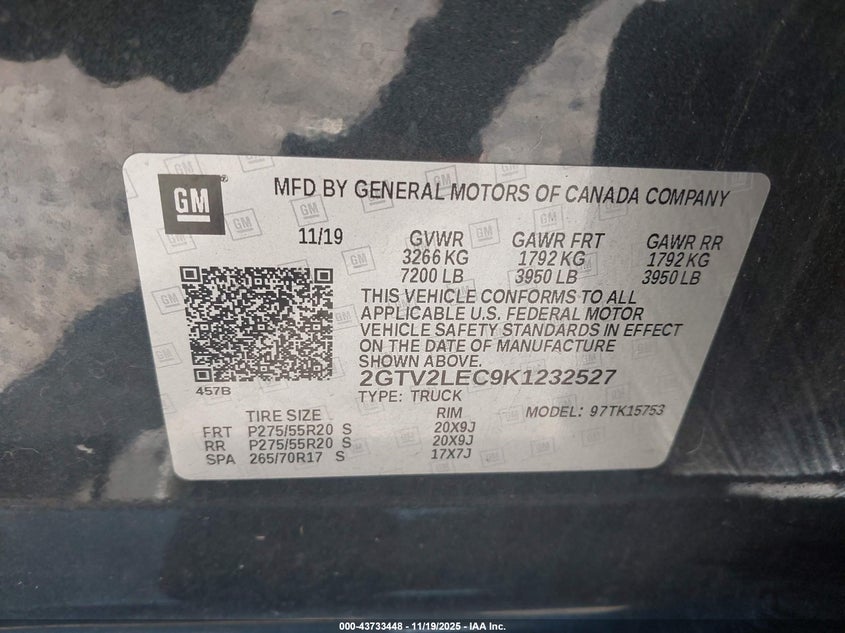 GM
MFD BY GENERAL MOTORS OF CANADA COMPANY
11/19 GVWR GAWR FRT GAWR RR
3266 KG 1792 KG 1792 KG
7200 LB 3950 LB 3950 LB
THIS VEHICLE CONFORMS TO ALL
APPLICABLE U.S. FEDERAL MOTOR
VEHICLE SAFETY STANDARDS IN EFFECT
ON THE DATE OF MANUFACTURE
SHOWN ABOVE.
457B
2GTV2LEC9K1232527
TYPE: TRUCK
TIRE SIZE RIM MODEL: 97TK15753
FRT P275/55R20 S 20X9J
RR P275/55R20 S 20X9J
SPA 265/70R17 S 17X7J
000-43733448 - 11/19/2025 - IAA Inc.